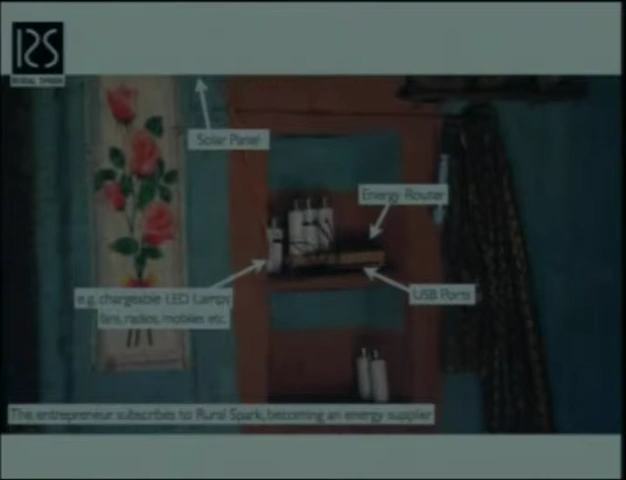 RS
RURAL SPARK
Solar Panel
Energy Router
e.g. chargeable LED Lamps,
fans, radios, mobiles etc.
USB Ports
The entrepreneur subscribes to Rural Spark, becoming an energy supplier